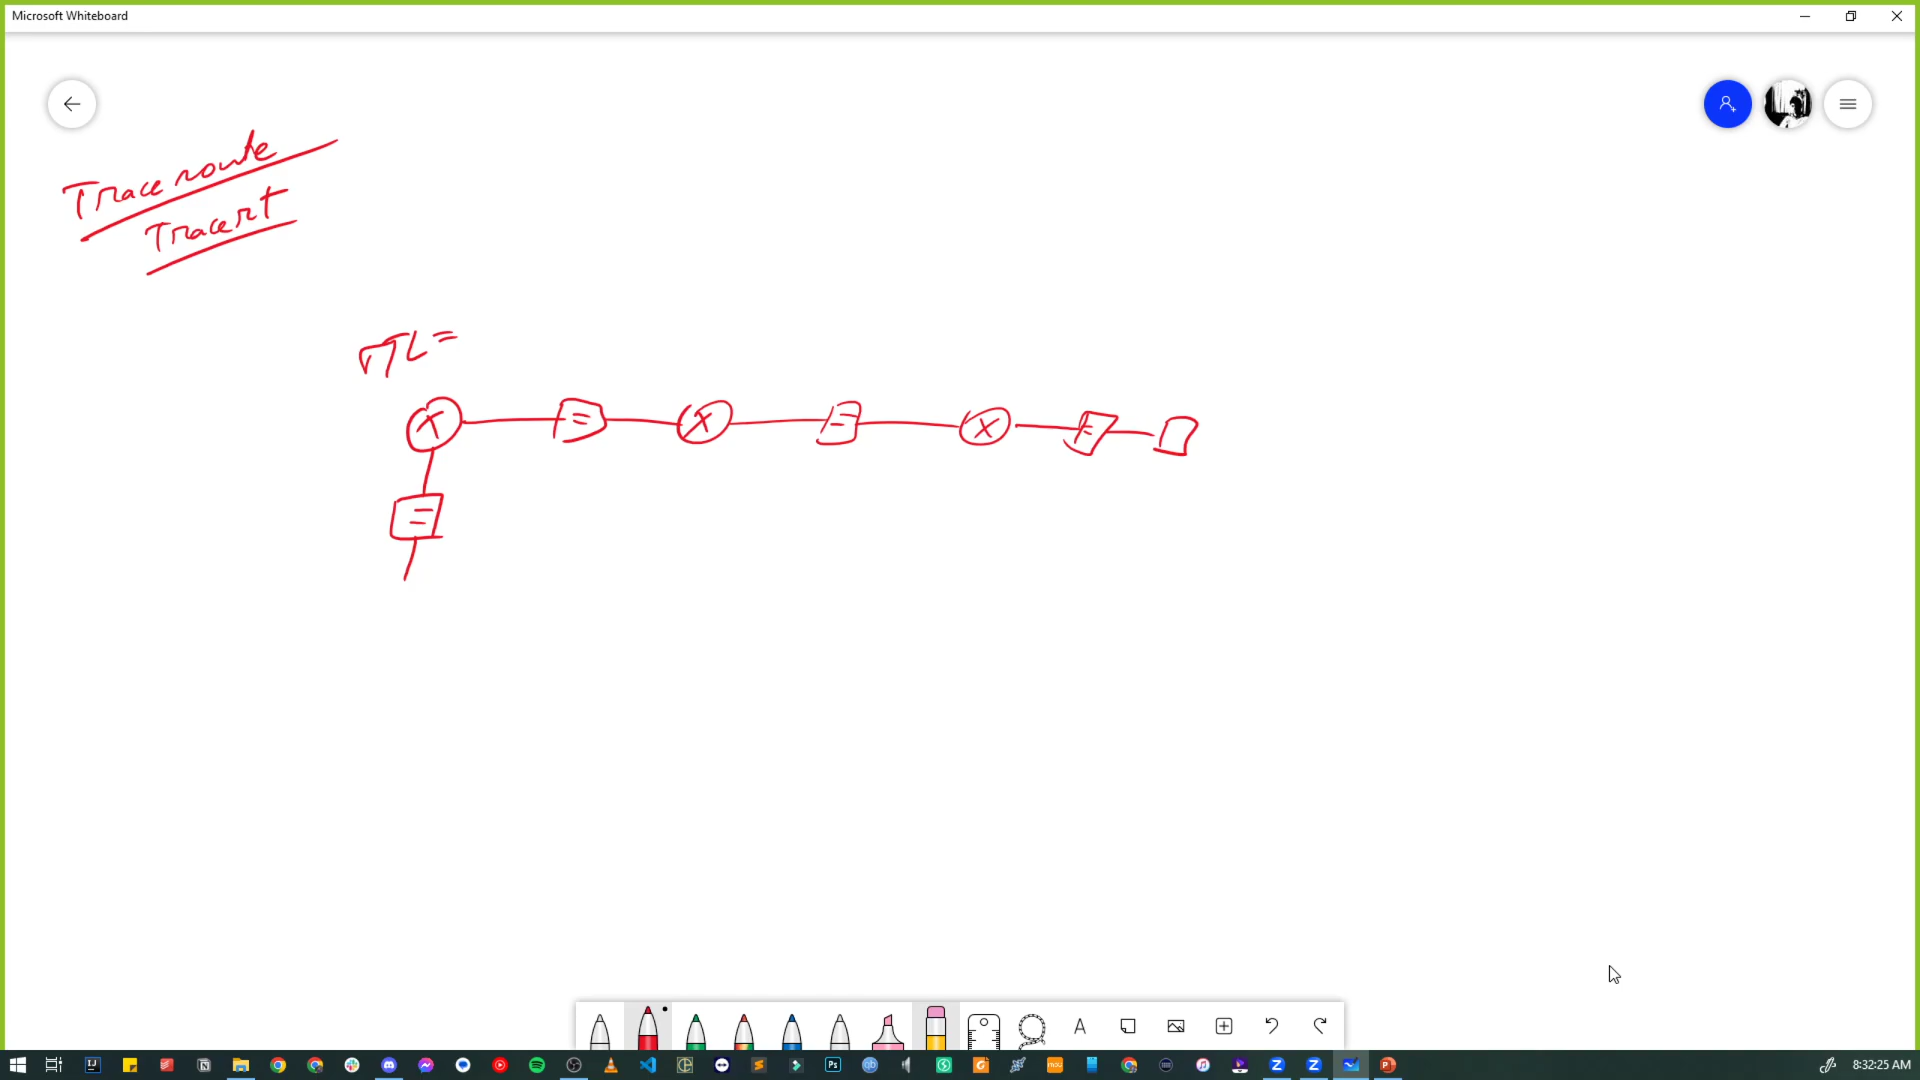 Microsoft Whiteboard
Trace route
Tracert
TTL =
8:32:25 AM